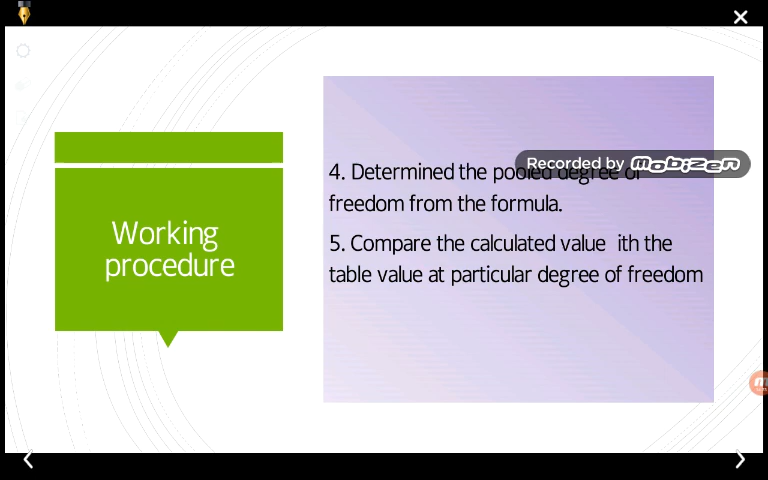 Working
procedure
4. Determined the pooled degree of
freedom from the formula.
5. Compare the calculated value ith the
table value at particular degree of freedom
Recorded by mobizen